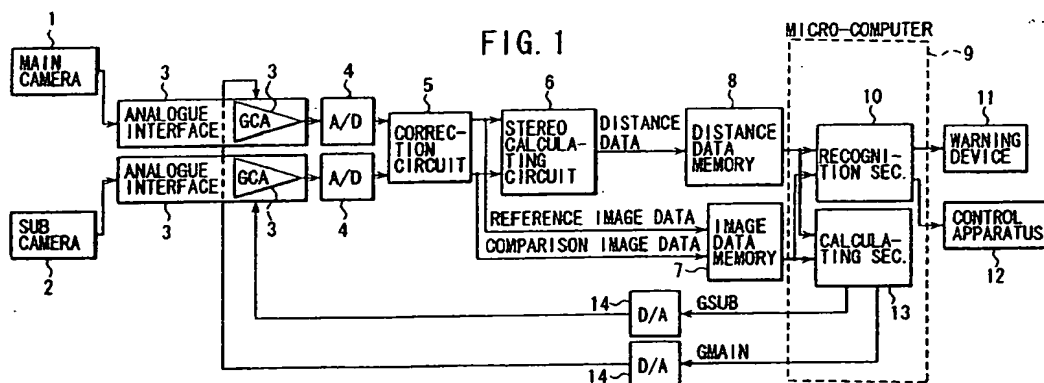 FIG. 1
MICRO-COMPUTER
9
1
MAIN
CAMERA
3
ANALOGUE
INTERFACE
3
GCA
4
A/D
5
CORREC-
TION
CIRCUIT
6
STEREO
CALCULA-
TING
CIRCUIT
DISTANCE
DATA
8
DISTANCE
DATA
MEMORY
10
RECOGNI-
TION SEC.
11
WARNING
DEVICE
SUB
CAMERA
2
ANALOGUE
INTERFACE
3
GCA
3
A/D
4
REFERENCE IMAGE DATA
COMPARISON IMAGE DATA
IMAGE
DATA
MEMORY
7
CALCULA-
TING SEC.
13
CONTROL
APPARATUS
12
14
D/A
GSUB
D/A
14
GMAIN